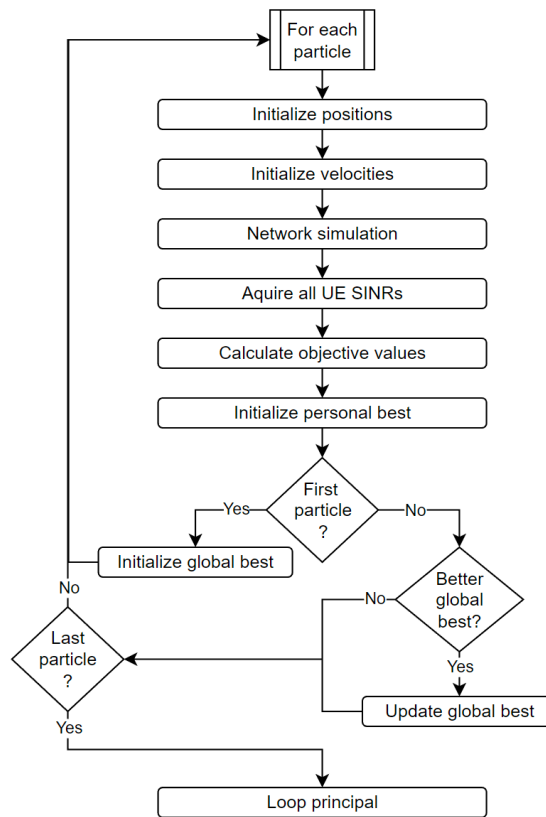 For each
particle
Initialize positions
Initialize velocities
Network simulation
Aquire all UE SINRs
Calculate objective values
Initialize personal best
First
particle
?
Yes
No
Initialize global best
Better
global
best?
No
No
Last
particle
?
Yes
Update global best
Yes
Loop principal